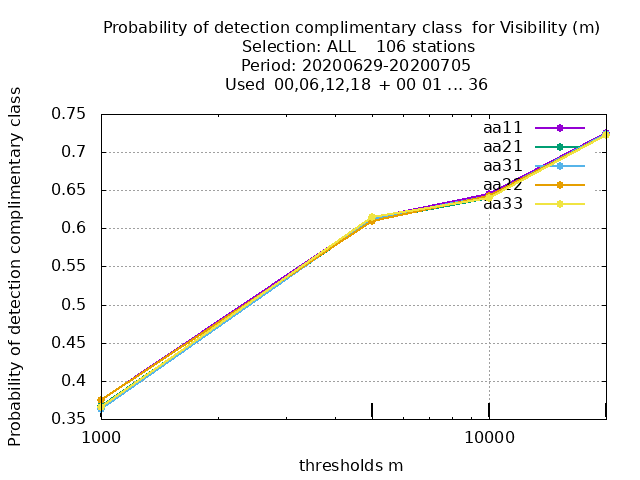 Probability of detection complimentary class for Visibility (m)
Selection: ALL 106 stations
Period: 20200629-20200705
Used 00,06,12,18 + 00 01 ... 36
Probability of detection complimentary class
0.75
0.7
0.65
0.6
0.55
0.5
0.45
0.4
0.35
aa11
aa21
aa31
aa22
aa33
1000
10000
thresholds m